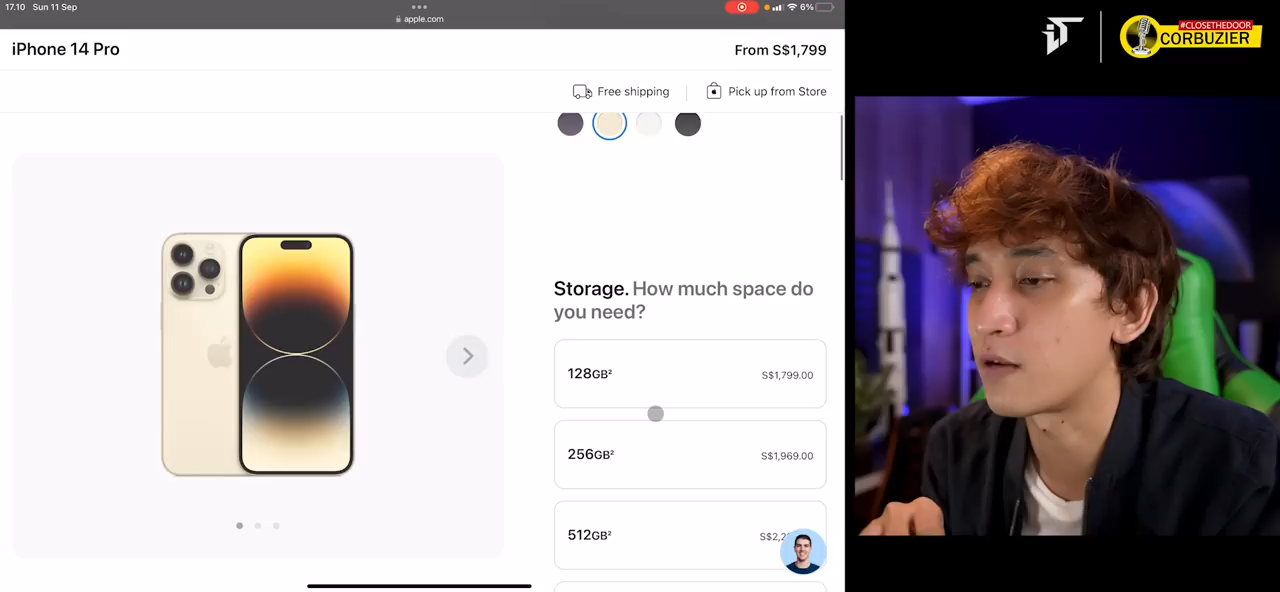 17.10 Sun 11 Sep
6%
apple.com
iPhone 14 Pro
From S$1,799
Free shipping
Pick up from Store
Storage. How much space do
you need?
128GB²
S$1,799.00
256GB²
S$1,969.00
512GB²
#CLOSETHEDOOR
CORBUZIER